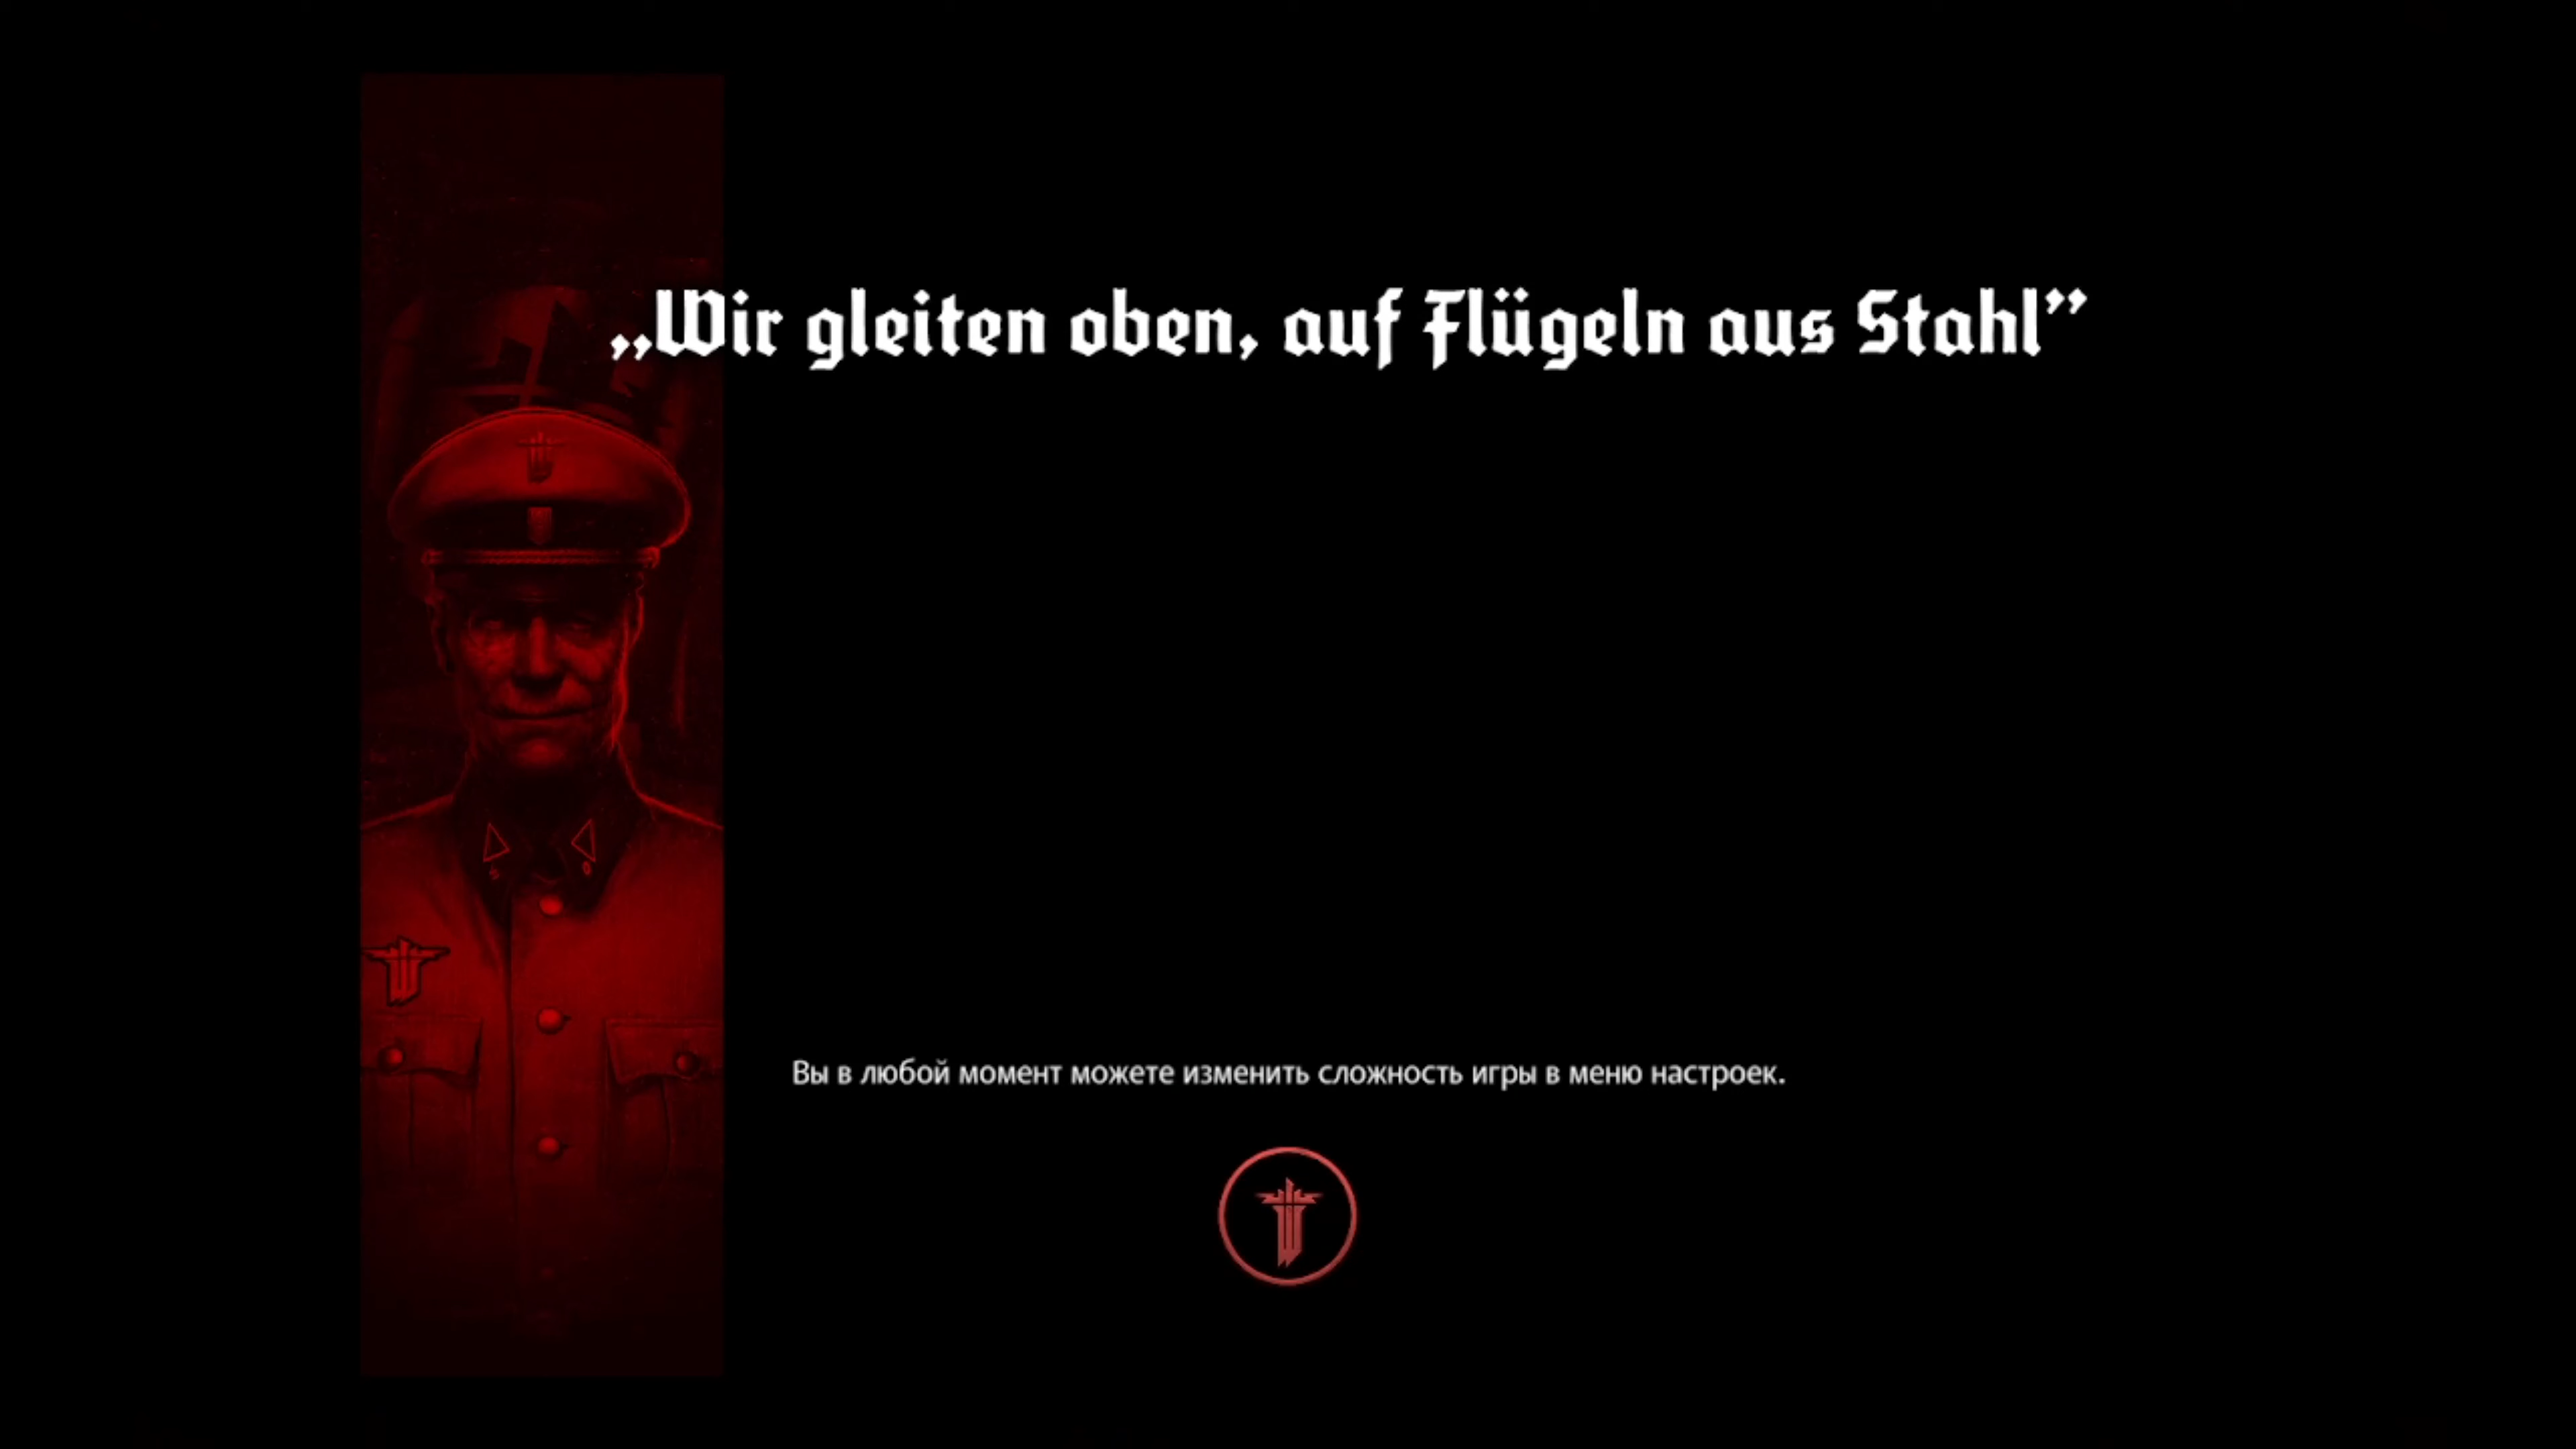 „Wir gleiten oben, auf Flügeln aus Stahl”
Вы в любой момент можете изменить сложность игры в меню настроек.